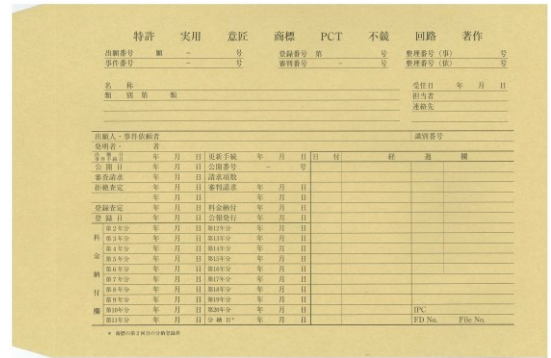 特許 実用 意匠 商標 PCT 不競 回路 著作
出願番号 願 － 号 登録番号 第 号 整理番号（事） 号
事件番号 号 審判番号 － 号 整理番号（依） 号
名 称 受任日 年 月 日
類 別 第 類 担当者
連絡先
出願人・事件依頼者 識別番号
発明者・ 者
年 月 日 更新手続 年 月 日 日 付 経 過 欄
公 開 日 年 月 日 公開番号 － 号
審査請求 年 月 日 請求項数
拒絶査定 年 月 日 審判請求 年 月 日
年 月 日 年 月 日
登録査定 年 月 日 料金納付 年 月 日
登 録 日 年 月 日 公報発行 年 月 日
料金納付欄
第2年分 年 月 日 第12年分 年 月 日
第3年分 年 月 日 第13年分 年 月 日
第4年分 年 月 日 第14年分 年 月 日
第5年分 年 月 日 第15年分 年 月 日
第6年分 年 月 日 第16年分 年 月 日
第7年分 年 月 日 第17年分 年 月 日
第8年分 年 月 日 第18年分 年 月 日
第9年分 年 月 日 第19年分 年 月 日
第10年分 年 月 日 第20年分 年 月 日 IPC
第11年分 年 月 日 分 納 日* 年 月 日 FD No. File No.
* 商標の第2回目の分納登録料